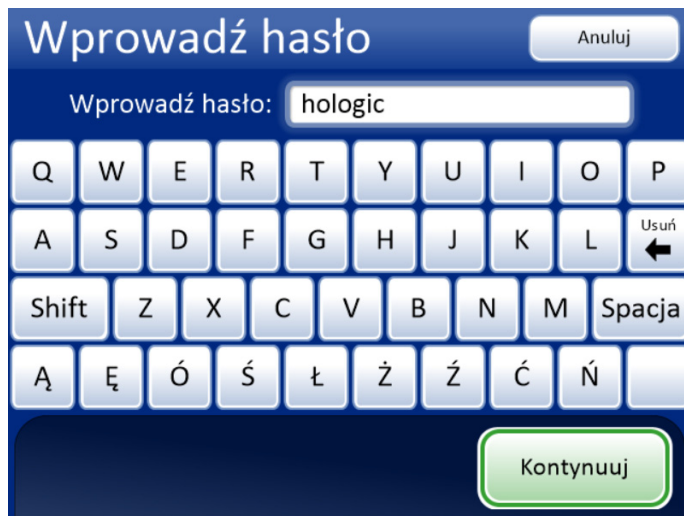 Wprowadź hasło Anuluj
Wprowadź hasło: hologic
Q W E R T Y U I O P
A S D F G H J K L Usuń
Shift Z X C V B N M Spacja
Ą Ę Ó Ś Ł Ż Ź Ć Ń
Kontynuuj